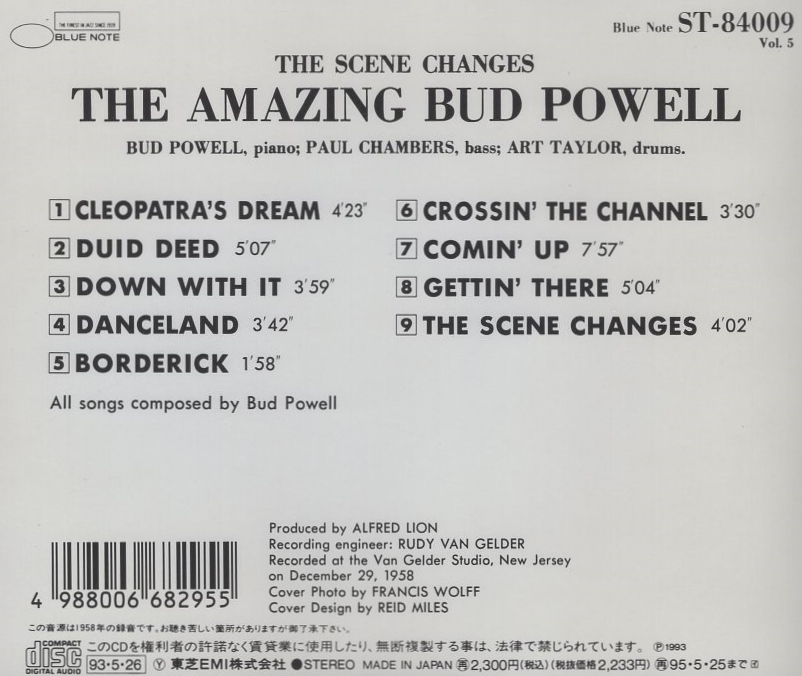 THE FINEST IN JAZZ SINCE 1939
BLUE NOTE
Blue Note ST-84009
Vol. 5
THE SCENE CHANGES
THE AMAZING BUD POWELL
BUD POWELL, piano; PAUL CHAMBERS, bass; ART TAYLOR, drums.
1 CLEOPATRA'S DREAM 4'23"
2 DUID DEED 5'07"
3 DOWN WITH IT 3'59"
4 DANCELAND 3'42"
5 BORDERICK 1'58"
6 CROSSIN' THE CHANNEL 3'30"
7 COMIN' UP 7'57"
8 GETTIN' THERE 5'04"
9 THE SCENE CHANGES 4'02"
All songs composed by Bud Powell
Produced by ALFRED LION
Recording engineer: RUDY VAN GELDER
Recorded at the Van Gelder Studio, New Jersey
on December 29, 1958
Cover Photo by FRANCIS WOLFF
Cover Design by REID MILES
4 988006 682955
この音源は1958年の録音です。お聴き苦しい箇所がありますが御了承下さい。
COMPACT disc DIGITAL AUDIO
このCDを権利者の許諾なく賃貸業に使用したり、無断複製する事は、法律で禁じられています。 Ⓟ1993
93・5・26 Ⓨ 東芝EMI株式会社 ●STEREO MADE IN JAPAN 再2,300円(税込)(税抜価格2,233円) 再95・5・25まで